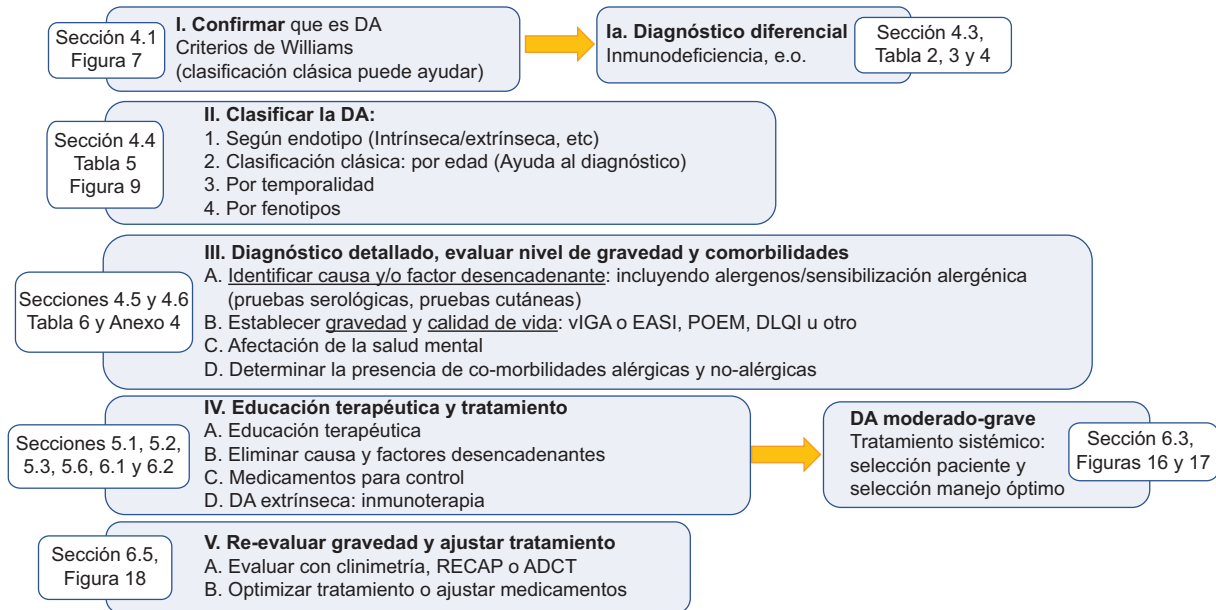 Sección 4.1
Figura 7
I. Confirmar que es DA
Criterios de Williams
(clasificación clásica puede ayudar)
Ia. Diagnóstico diferencial
Inmunodeficiencia, e.o.
Sección 4.3,
Tabla 2, 3 y 4
Sección 4.4
Tabla 5
Figura 9
II. Clasificar la DA:
1. Según endotipo (Intrínseca/extrínseca, etc)
2. Clasificación clásica: por edad (Ayuda al diagnóstico)
3. Por temporalidad
4. Por fenotipos
Secciones 4.5 y 4.6
Tabla 6 y Anexo 4
III. Diagnóstico detallado, evaluar nivel de gravedad y comorbilidades
A. Identificar causa y/o factor desencadenante: incluyendo alergenos/sensibilización alergénica
(pruebas serológicas, pruebas cutáneas)
B. Establecer gravedad y calidad de vida: vIGA o EASI, POEM, DLQI u otro
C. Afectación de la salud mental
D. Determinar la presencia de co-morbilidades alérgicas y no-alérgicas
Secciones 5.1, 5.2,
5.3, 5.6, 6.1 y 6.2
IV. Educación terapéutica y tratamiento
A. Educación terapéutica
B. Eliminar causa y factores desencadenantes
C. Medicamentos para control
D. DA extrínseca: inmunoterapia
DA moderado-grave
Tratamiento sistémico:
selección paciente y
selección manejo óptimo
Sección 6.3,
Figuras 16 y 17
Sección 6.5,
Figura 18
V. Re-evaluar gravedad y ajustar tratamiento
A. Evaluar con clinimetría, RECAP o ADCT
B. Optimizar tratamiento o ajustar medicamentos